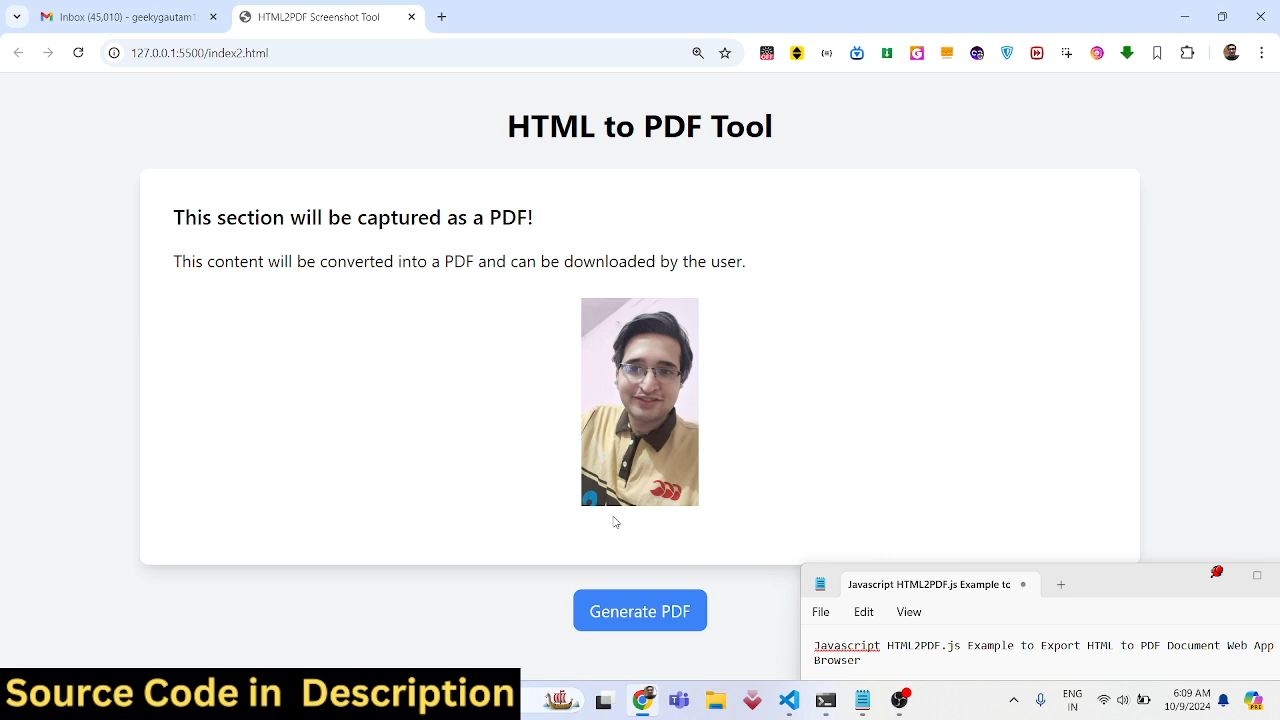 Inbox (45,010) - geekygautam1
HTML2PDF Screenshot Tool
127.0.0.1:5500/index2.html
OFF
HTML to PDF Tool
This section will be captured as a PDF!
This content will be converted into a PDF and can be downloaded by the user.
Generate PDF
Javascript HTML2PDF.js Example to
File Edit View
Javascript HTML2PDF.js Example to Export HTML to PDF Document Web App
Browser
Source Code in Description
ENG
IN
6:09 AM
10/9/2024
PRE